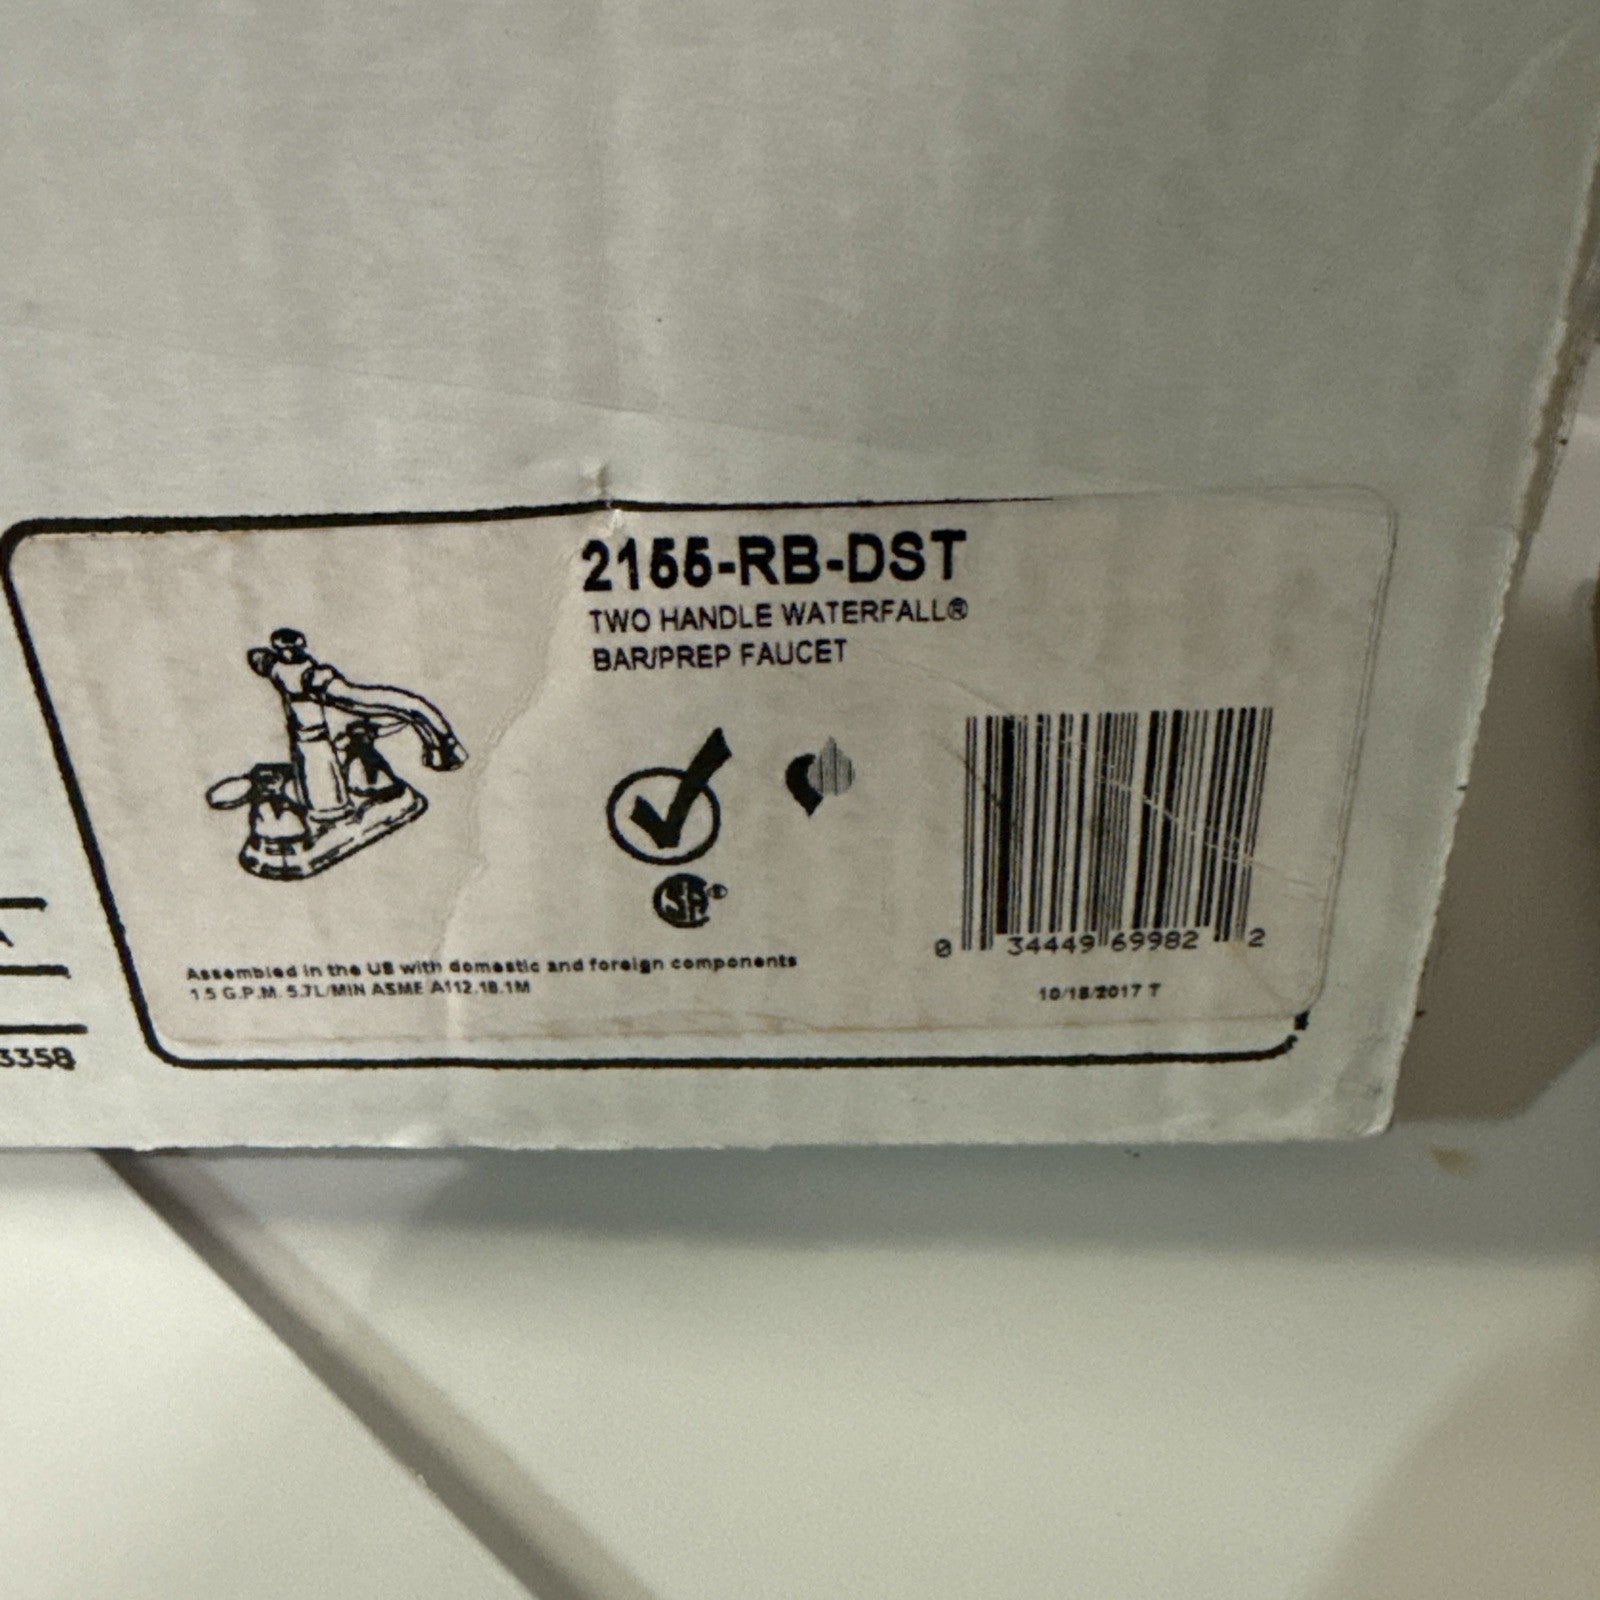 2155-RB-DST
TWO HANDLE WATERFALL®
BAR/PREP FAUCET
SA®
0 34449 69982 2
Assembled in the US with domestic and foreign components
1.5 G.P.M. 5.7L/MIN ASME A112.18.1M
10/18/2017 T
3358